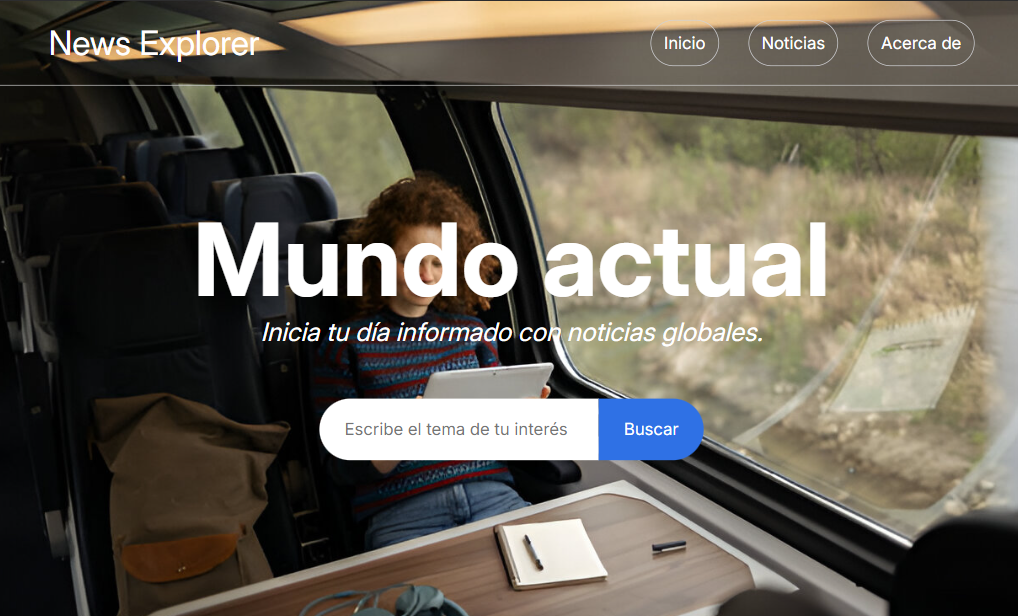 News Explorer
Inicio
Noticias
Acerca de
Mundo actual
Inicia tu día informado con noticias globales.
Escribe el tema de tu interés
Buscar